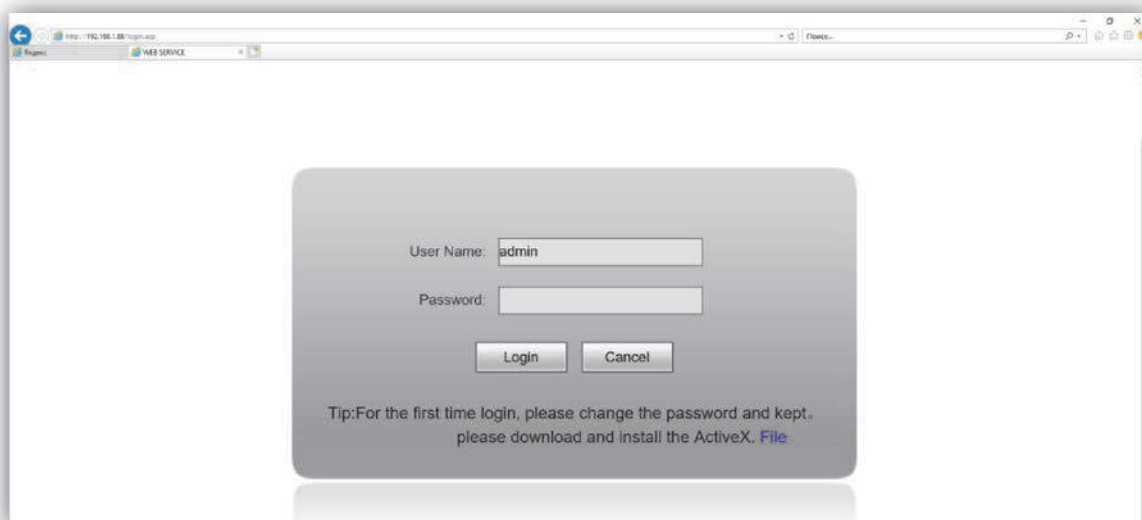 http://192.168.1.88/login.asp
Поиск...
Яндекс
WEB SERVICE
User Name: admin
Password:
Login Cancel
Tip:For the first time login, please change the password and kept。
please download and install the ActiveX. File